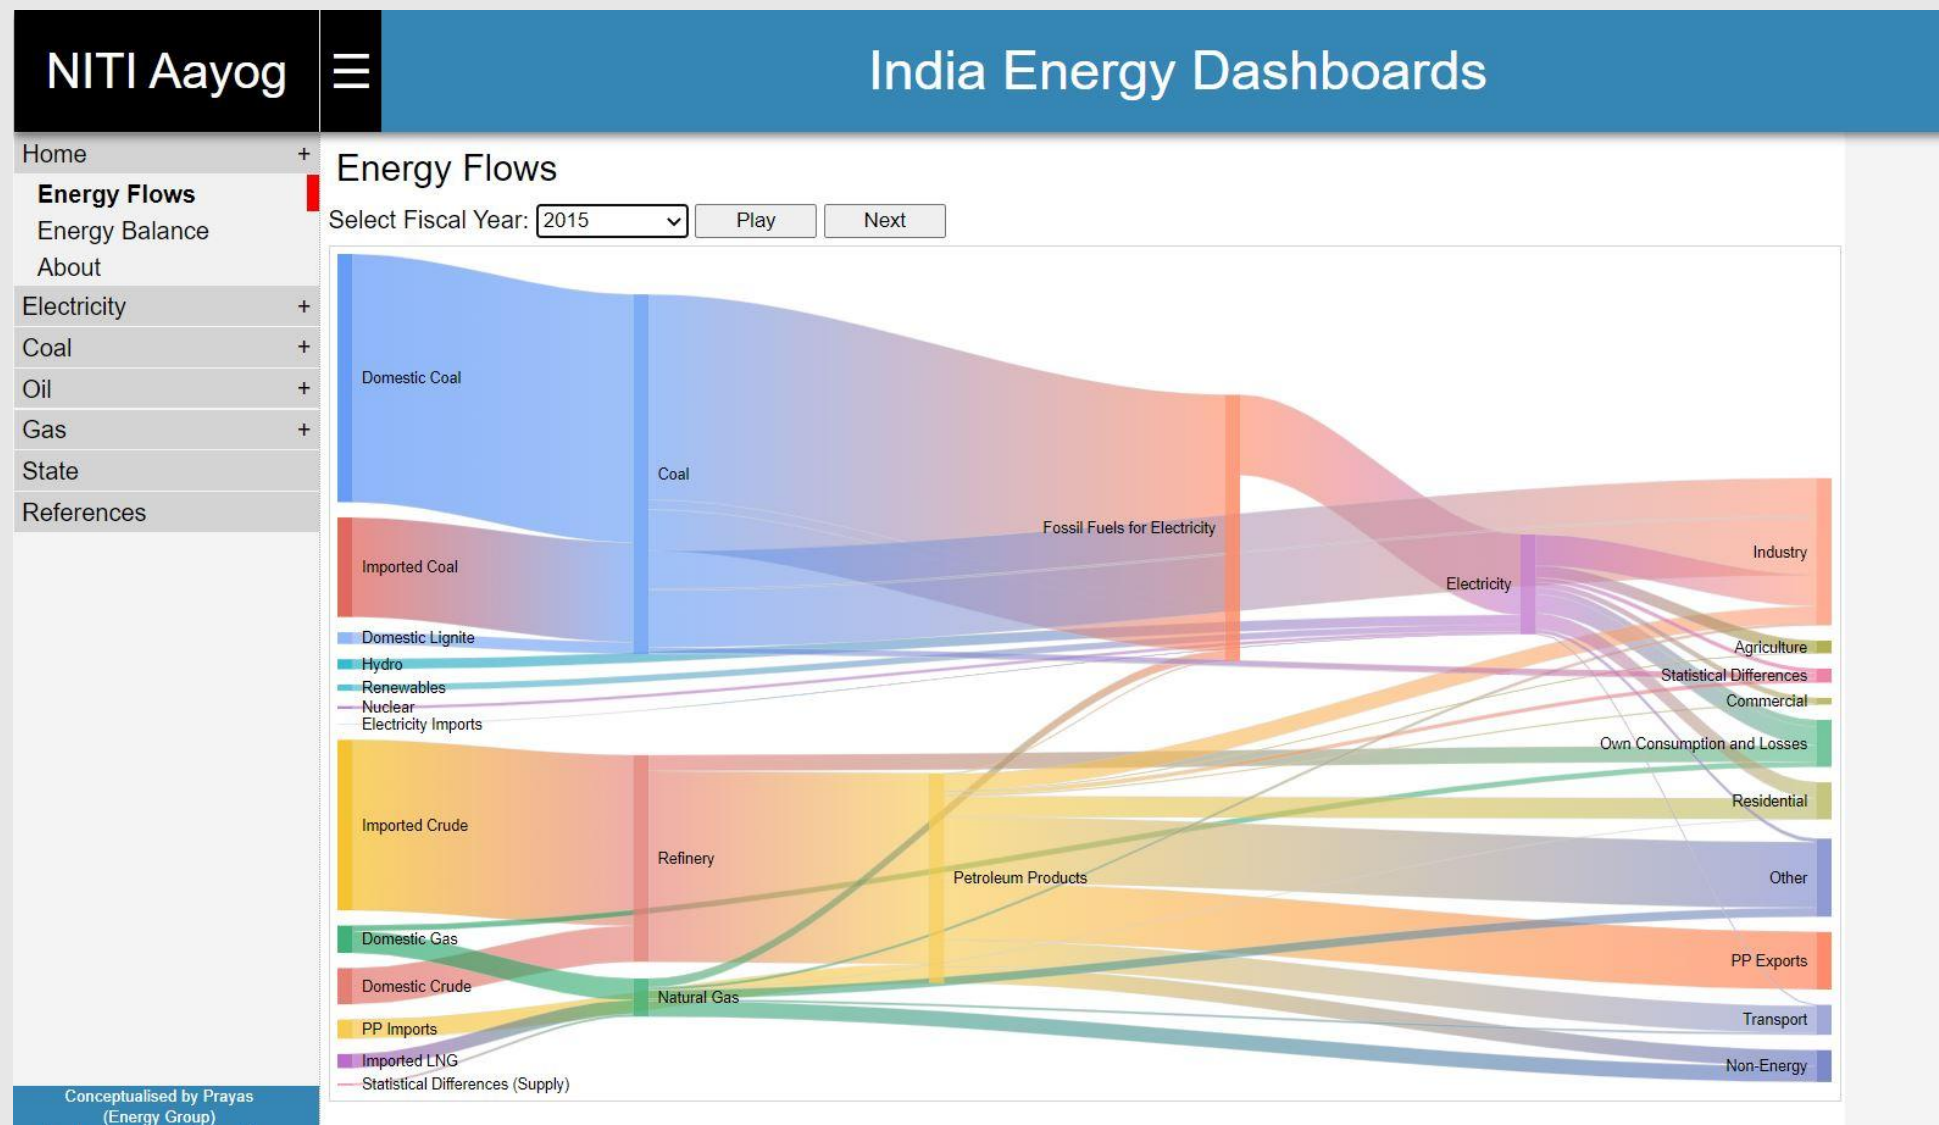 NITI Aayog
☰
India Energy Dashboards
Home +
Energy Flows
Energy Balance
About
Electricity +
Coal +
Oil +
Gas +
State
References
Conceptualised by Prayas
(Energy Group)
Energy Flows
Select Fiscal Year: 2015 Play Next
Domestic Coal
Imported Coal
Domestic Lignite
Hydro
Renewables
Nuclear
Electricity Imports
Imported Crude
Domestic Gas
Domestic Crude
PP Imports
Imported LNG
Statistical Differences (Supply)
Coal
Refinery
Natural Gas
Petroleum Products
Fossil Fuels for Electricity
Electricity
Industry
Agriculture
Statistical Differences
Commercial
Own Consumption and Losses
Residential
Other
PP Exports
Transport
Non-Energy